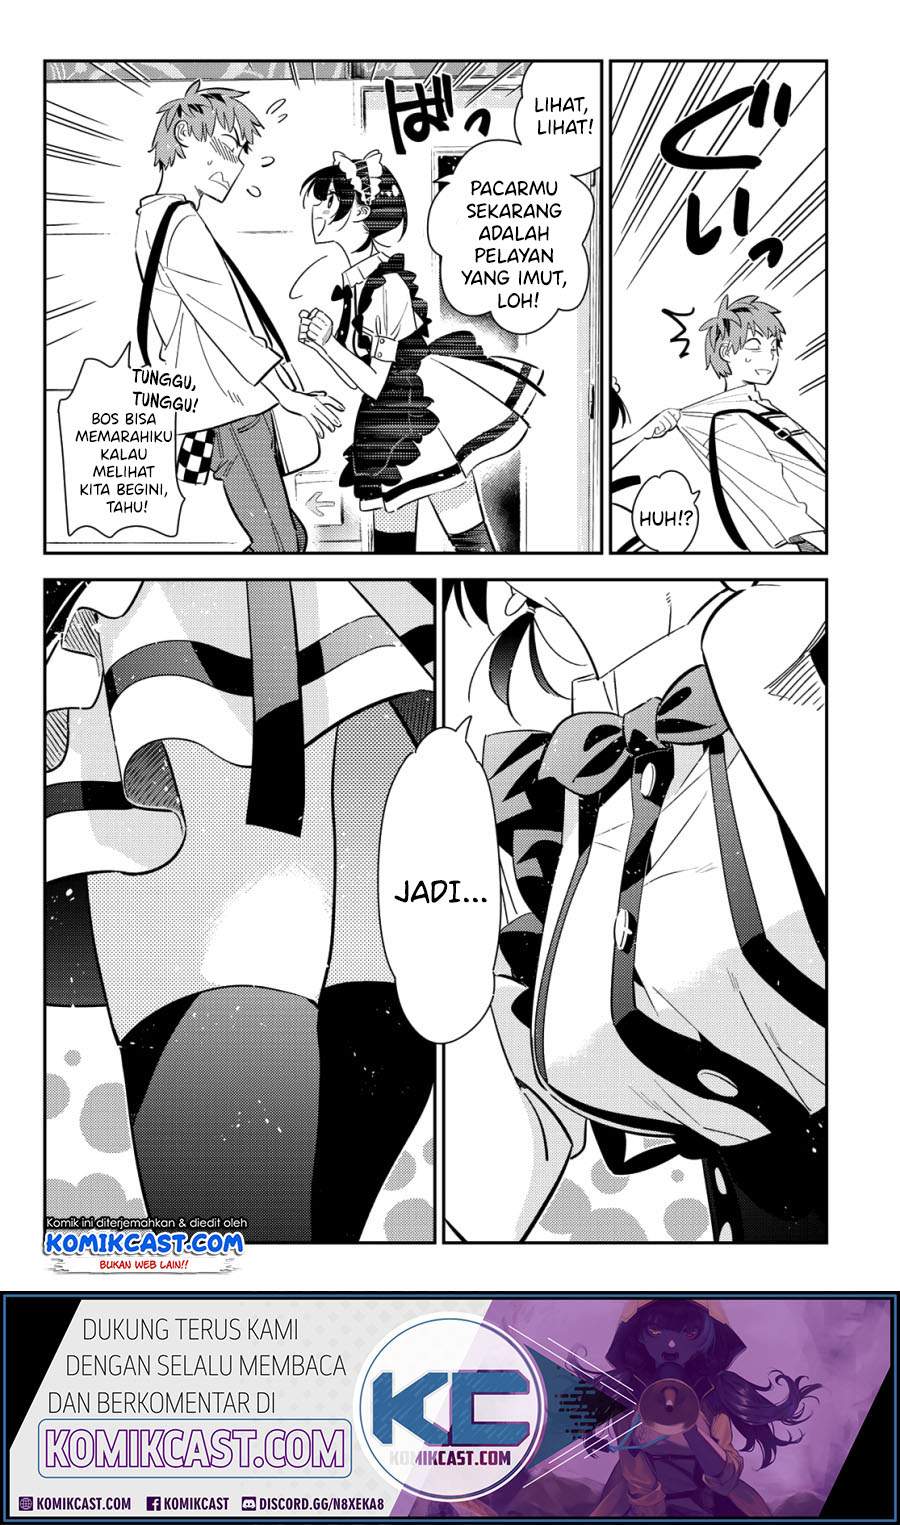 ぐいっ
HUH!?
ばっ
LIHAT,
LIHAT!
PACARMU
SEKARANG
ADALAH
PELAYAN
YANG IMUT,
LOH!
TUNGGU,
TUNGGU!
BOS BISA
MEMARAHIKU
KALAU
MELIHAT
KITA BEGINI,
TAHU!
JADI...
Komik ini diterjemahkan & diedit oleh
KOMIKCAST.COM
BUKAN WEB LAIN!!
DUKUNG TERUS KAMI
DENGAN SELALU MEMBACA
DAN BERKOMENTAR DI
KOMIKCAST.COM
KOMIKCAST.COM KOMIKCAST DISCORD.GG/N8XEKA8
KC
KOMIKCAST.COM